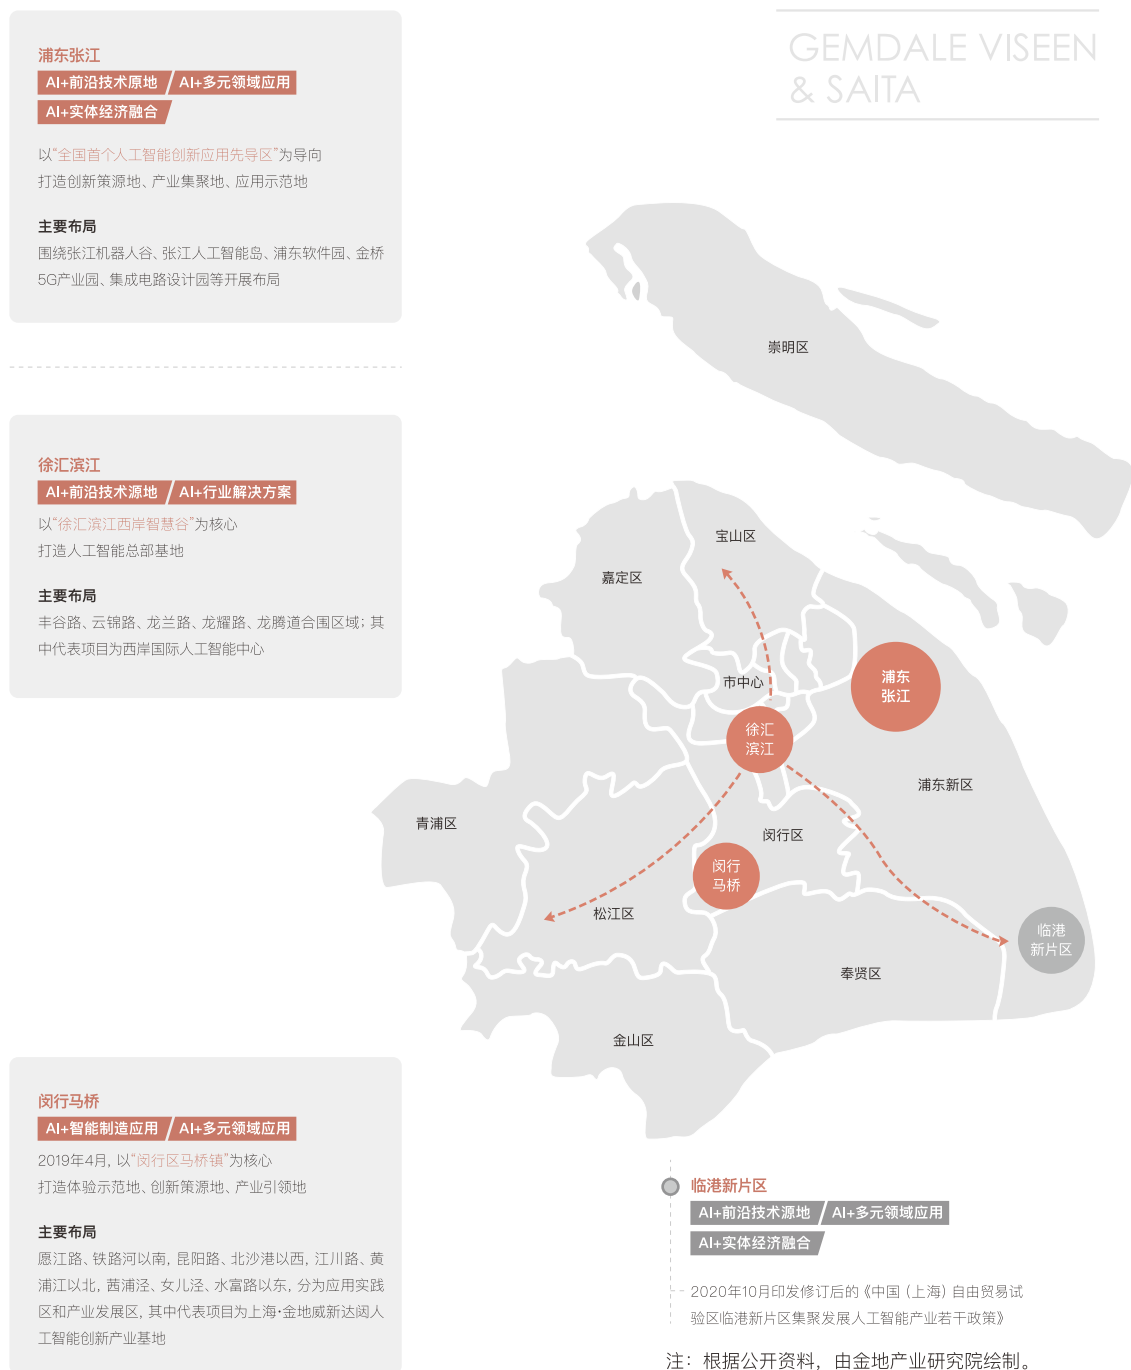 GEMDALE VISEEN
& SAITA
浦东张江
AI+前沿技术原地 AI+多元领域应用
AI+实体经济融合
以“全国首个人工智能创新应用先导区”为导向
打造创新策源地、产业集聚地、应用示范地
主要布局
围绕张江机器人谷、张江人工智能岛、浦东软件园、金桥
5G产业园、集成电路设计园等开展布局
徐汇滨江
AI+前沿技术源地 AI+行业解决方案
以“徐汇滨江西岸智慧谷”为核心
打造人工智能总部基地
主要布局
丰谷路、云锦路、龙兰路、龙耀路、龙腾道合围区域；其
中代表项目为西岸国际人工智能中心
闵行马桥
AI+智能制造应用 AI+多元领域应用
2019年4月, 以“闵行区马桥镇”为核心
打造体验示范地、创新策源地、产业引领地
主要布局
愿江路、铁路河以南, 昆阳路、北沙港以西, 江川路、黄
浦江以北, 茜浦泾、女儿泾、水富路以东, 分为应用实践
区和产业发展区, 其中代表项目为上海·金地威新达闼人
工智能创新产业基地
崇明区
宝山区
嘉定区
市中心
浦东
张江
徐汇
滨江
浦东新区
青浦区
闵行区
闵行
马桥
松江区
临港
新片区
奉贤区
金山区
临港新片区
AI+前沿技术源地 AI+多元领域应用
AI+实体经济融合
2020年10月印发修订后的《中国（上海）自由贸易试
验区临港新片区集聚发展人工智能产业若干政策》
注：根据公开资料，由金地产业研究院绘制。